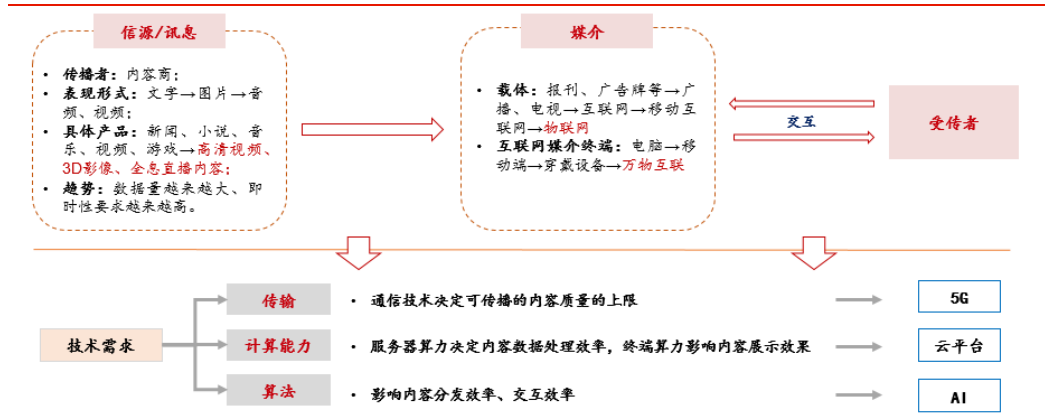 信源/讯息
• 传播者：内容商；
• 表现形式：文字→图片→音
频、视频；
• 具体产品：新闻、小说、音
乐、视频、游戏→高清视频、
3D影像、全息直播内容；
• 趋势：数据量越来越大、即
时性要求越来越高。
媒介
• 载体：报刊、广告牌等→广
播、电视→互联网→移动互
联网→物联网
• 互联网媒介终端：电脑→移
动端→穿戴设备→万物互联
交互
受传者
技术需求
传输
• 通信技术决定可传播的内容质量的上限
5G
计算能力
• 服务器算力决定内容数据处理效率，终端算力影响内容展示效果
云平台
算法
• 影响内容分发效率、交互效率
AI